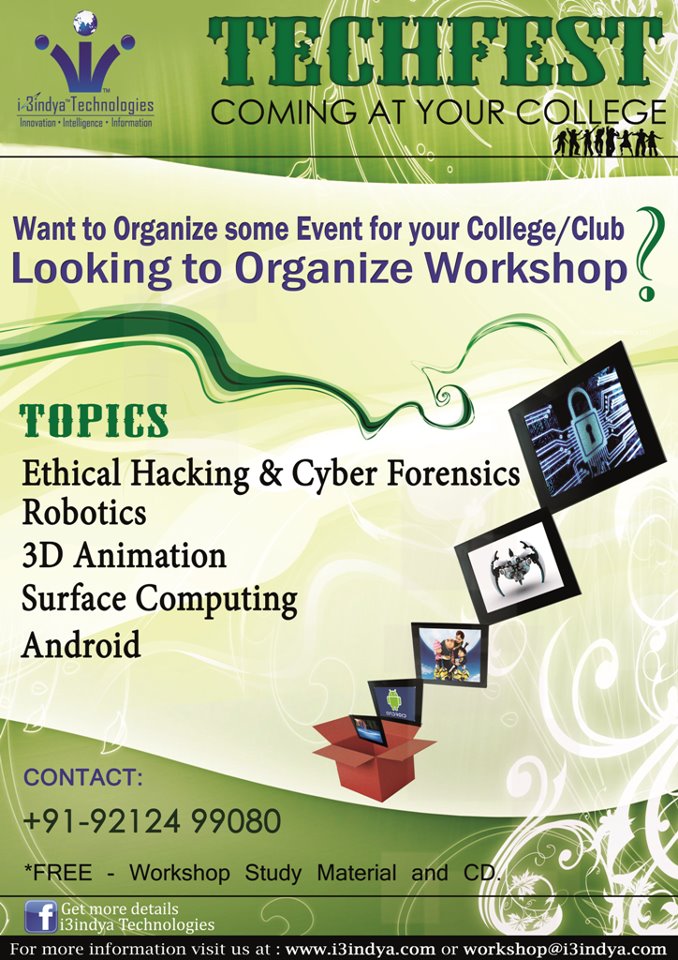 i3indya™Technologies
Innovation • Intelligence • Information
TECHFEST
COMING AT YOUR COLLEGE
Want to Organize some Event for your College/Club
Looking to Organize Workshop?
TOPICS
Ethical Hacking & Cyber Forensics
Robotics
3D Animation
Surface Computing
Android
ANDROID
CONTACT:
+91-92124 99080
*FREE - Workshop Study Material and CD.
f
Get more details
i3indya Technologies
For more information visit us at : www.i3indya.com or workshop@i3indya.com